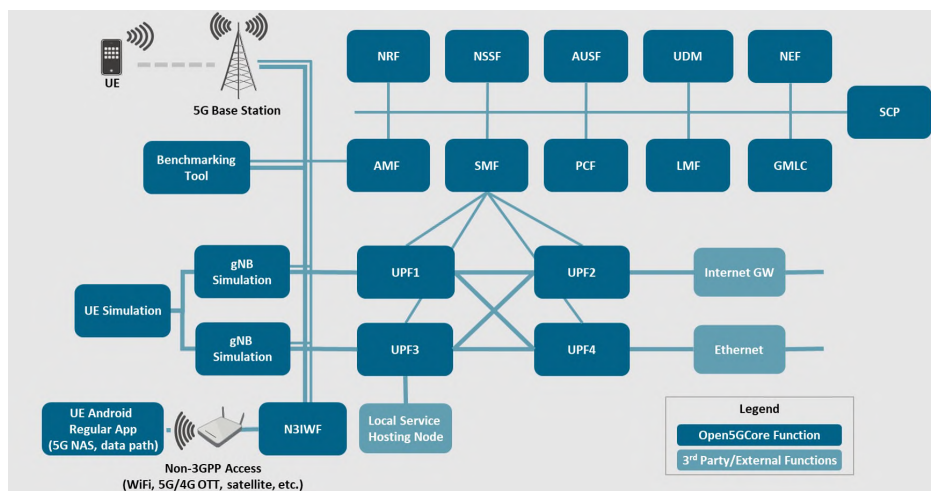 NRF
NSSF
AUSF
UDM
NEF
UE
5G Base Station
SCP
Benchmarking
Tool
AMF
SMF
PCF
LMF
GMLC
gNB
Simulation
UPF1
UPF2
Internet GW
UE Simulation
gNB
Simulation
UPF3
UPF4
Ethernet
UE Android
Regular App
(5G NAS, data path)
N3IWF
Local Service
Hosting Node
Non-3GPP Access
(WiFi, 5G/4G OTT, satellite, etc.)
Legend
Open5GCore Function
3rd Party/External Functions